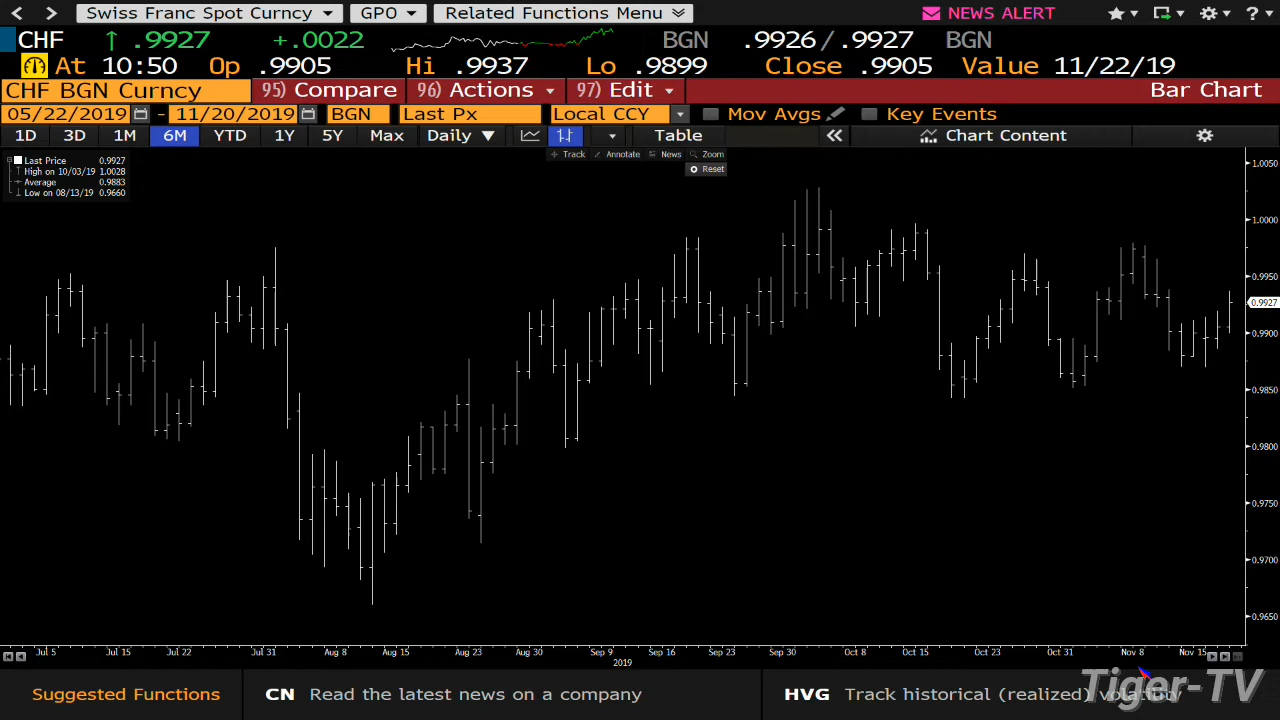 Swiss Franc Spot Curncy GPO Related Functions Menu NEWS ALERT ?
CHF ↑ .9927 +.0022 BGN .9926/.9927 BGN
At 10:50 Op .9905 Hi .9937 Lo .9899 Close .9905 Value 11/22/19
CHF BGN Curncy 95) Compare 96) Actions 97) Edit Bar Chart
05/22/2019 - 11/20/2019 BGN Last Px Local CCY Mov Avgs Key Events
1D 3D 1M 6M YTD 1Y 5Y Max Daily ▼ Table Chart Content
Track Annotate News Zoom
Reset
Last Price 0.9927
High on 10/03/19 1.0028
Average 0.9883
Low on 08/13/19 0.9660
1.0050
1.0000
0.9950
0.9927
0.9900
0.9850
0.9800
0.9750
0.9700
0.9650
Jul 5 Jul 15 Jul 22 Jul 31 Aug 8 Aug 15 Aug 23 Aug 30 Sep 9 Sep 16 Sep 23 Sep 30 Oct 8 Oct 15 Oct 23 Oct 31 Nov 8 Nov 15
2019
Suggested Functions CN Read the latest news on a company HVG Track historical (realized) volatility
Tiger-TV